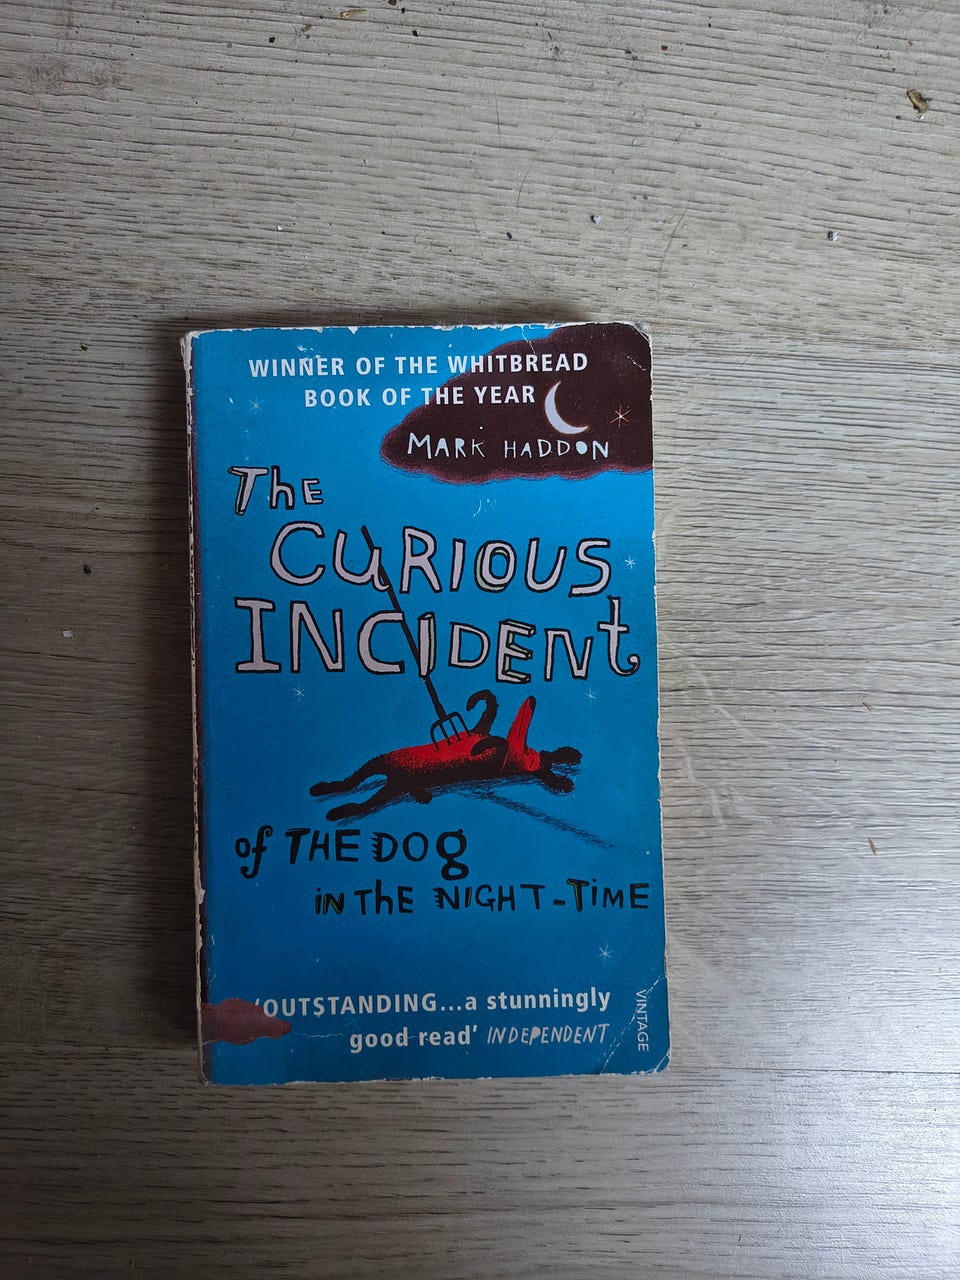 WINNER OF THE WHITBREAD
BOOK OF THE YEAR
MARK HADDON
The
CURIOUS
INCIDEnt
of THE DOg
in the NIGHT-TiME
'OUTSTANDING...a stunningly
good read' INDEPENDENT
VINTAGE